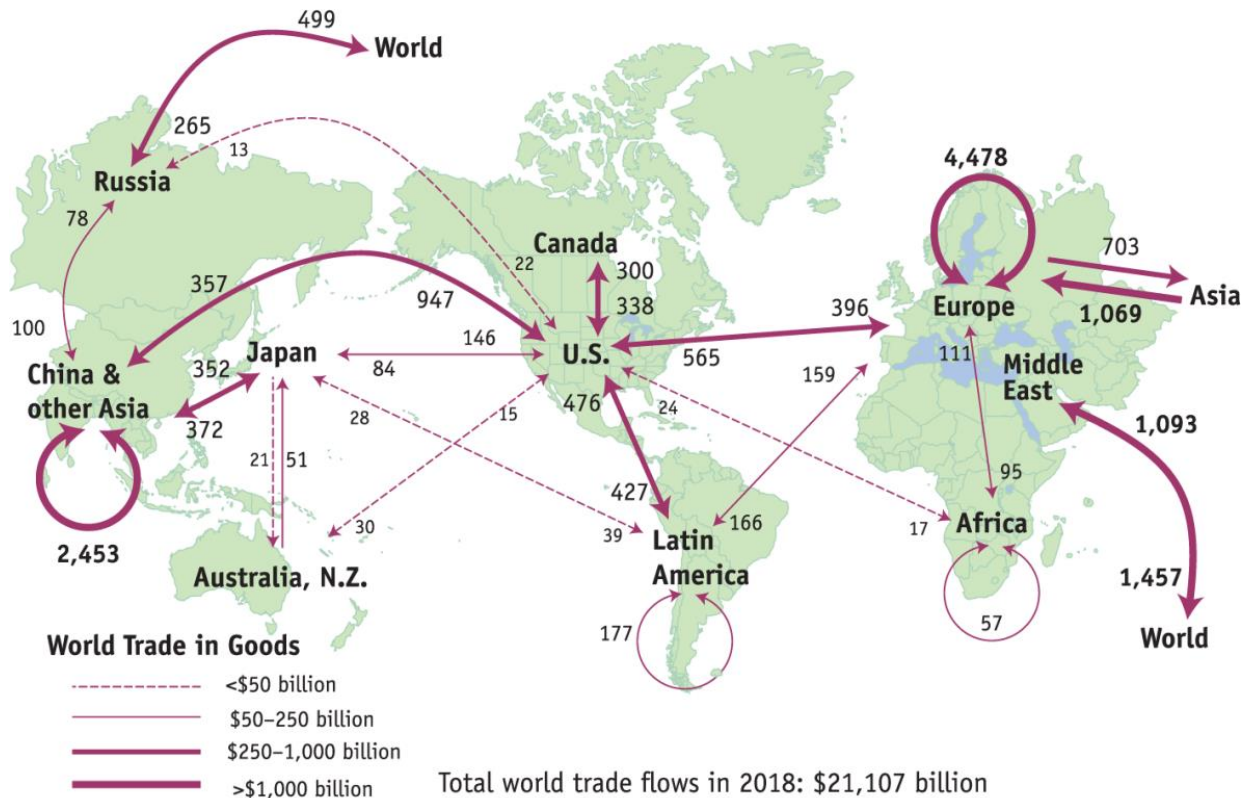 499
World
265
13
Russia
78
4,478
703
Canada
357
22
300
947
338
396
Asia
Europe
1,069
100
146
Japan
U.S.
565
111
Middle
East
China &
other Asia
352
84
159
476
28
15
24
372
1,093
21
51
95
427
30
166
17
Africa
39
Latin
America
2,453
Australia, N.Z.
1,457
177
57
World
World Trade in Goods
<$50 billion
$50–250 billion
$250–1,000 billion
>$1,000 billion
Total world trade flows in 2018: $21,107 billion